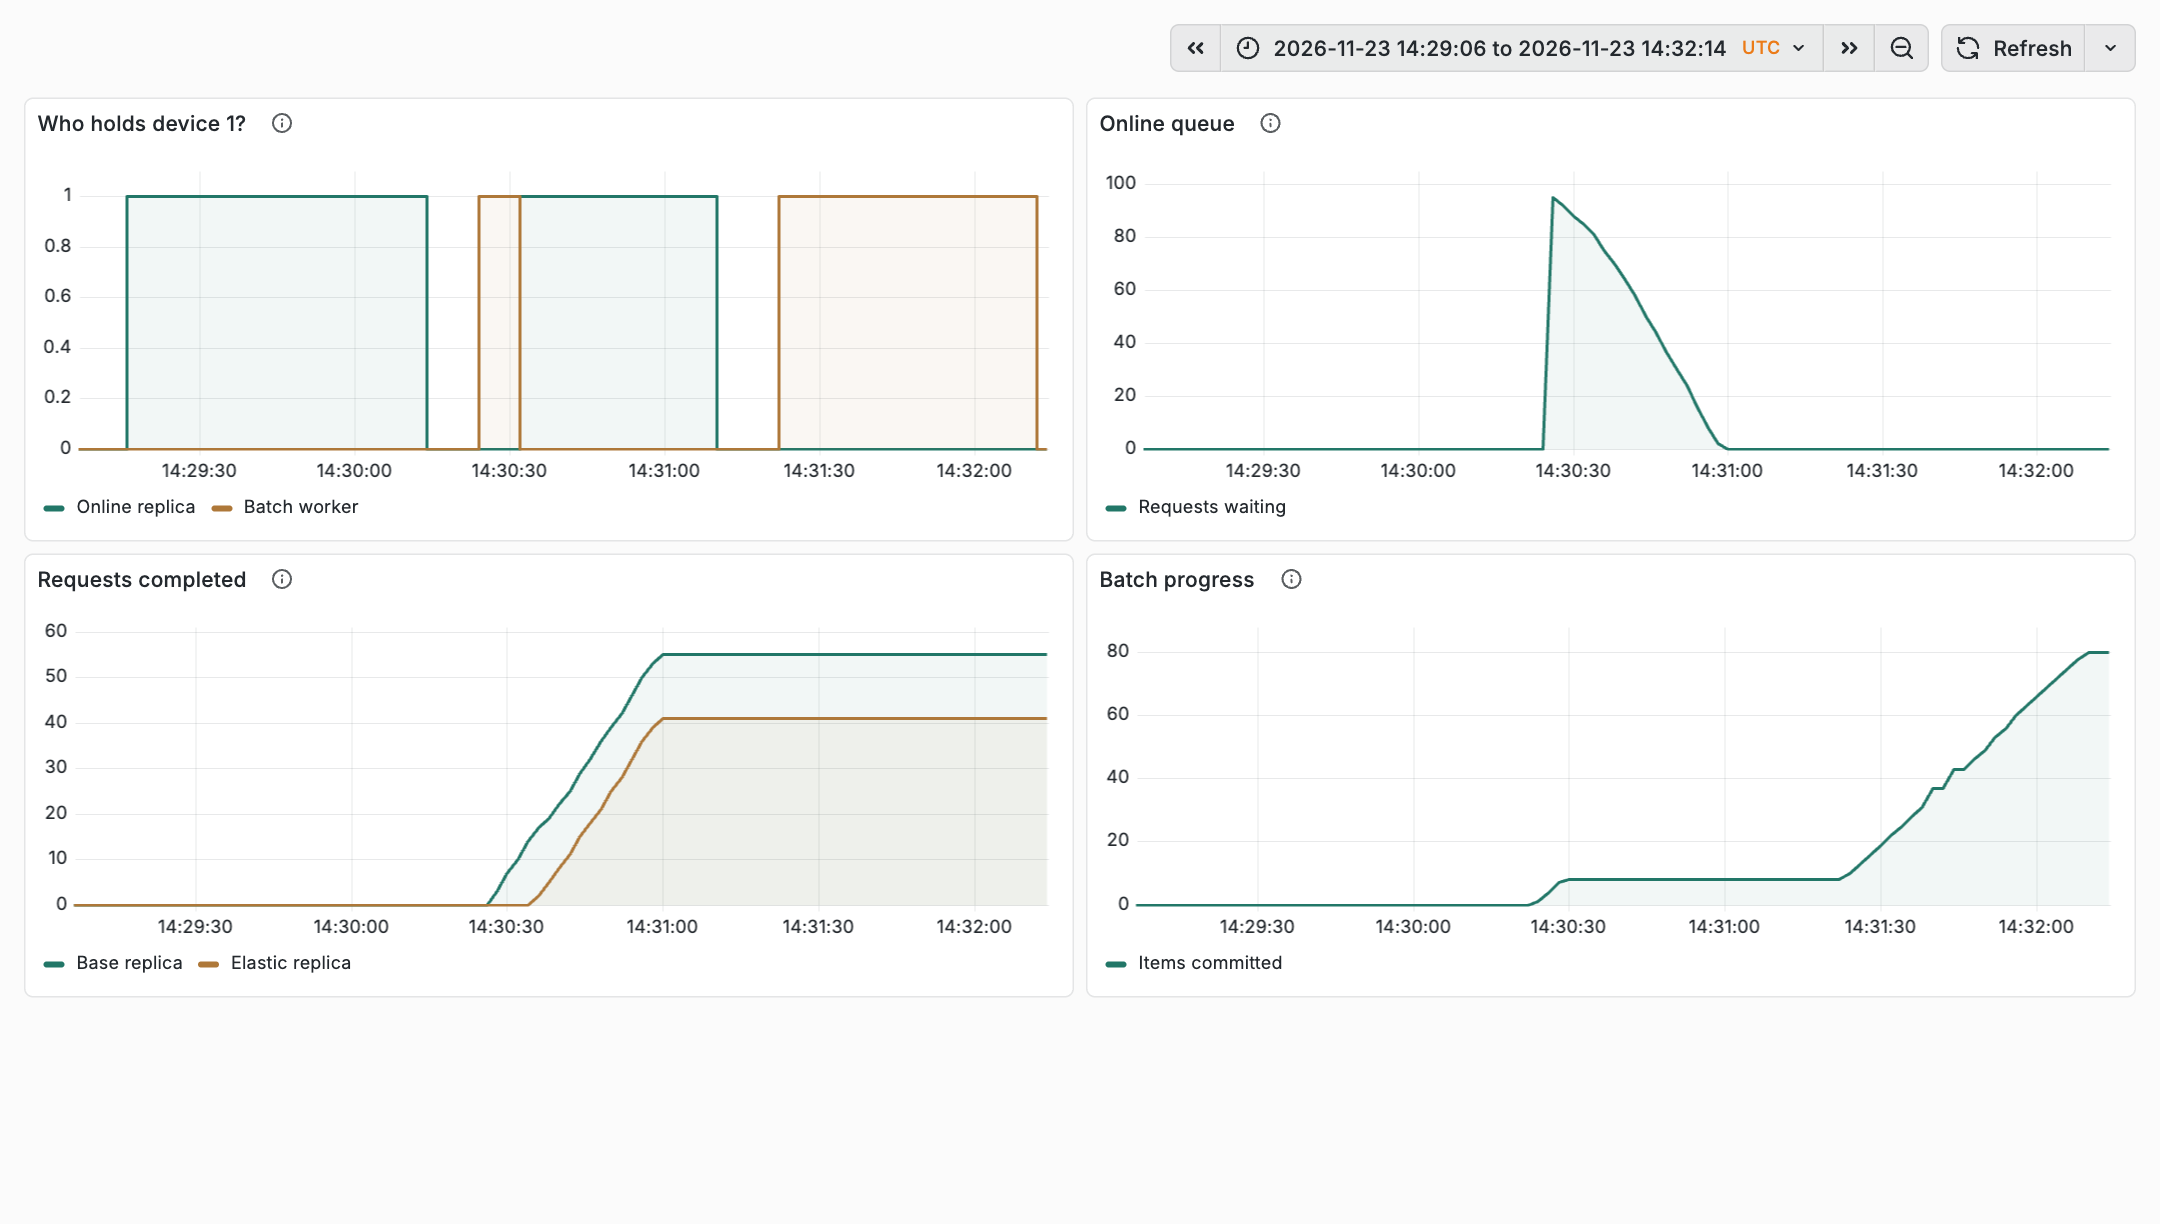 2026-11-23 14:29:06 to 2026-11-23 14:32:14 UTC
Refresh
Who holds device 1?
1
0.8
0.6
0.4
0.2
0
14:29:30 14:30:00 14:30:30 14:31:00 14:31:30 14:32:00
Online replica Batch worker
Online queue
100
80
60
40
20
0
14:29:30 14:30:00 14:30:30 14:31:00 14:31:30 14:32:00
Requests waiting
Requests completed
60
50
40
30
20
10
0
14:29:30 14:30:00 14:30:30 14:31:00 14:31:30 14:32:00
Base replica Elastic replica
Batch progress
80
60
40
20
0
14:29:30 14:30:00 14:30:30 14:31:00 14:31:30 14:32:00
Items committed